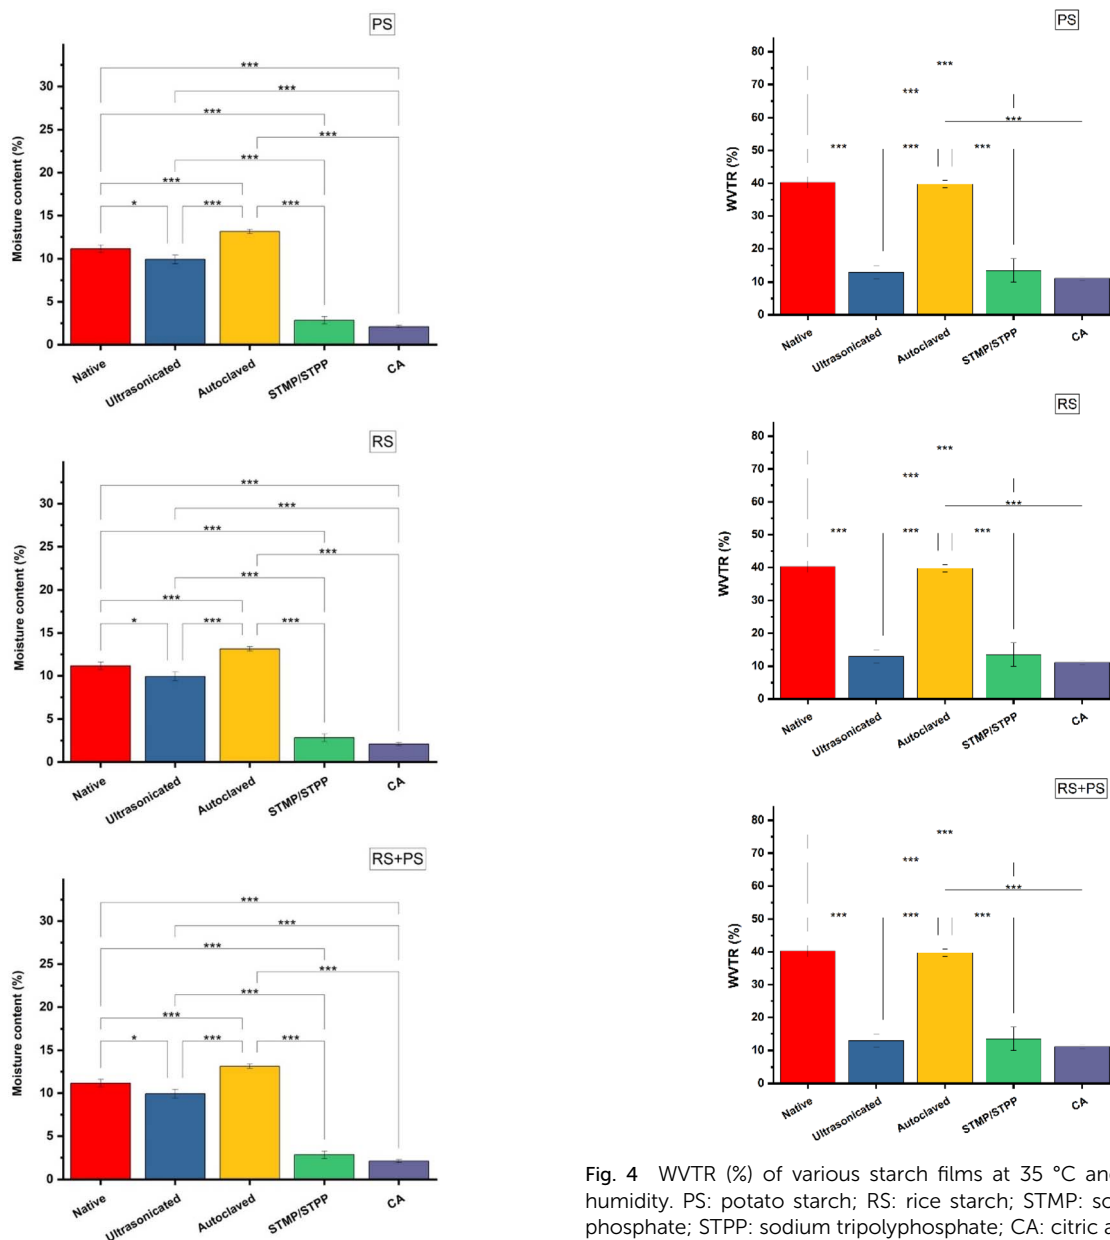 PS
Moisture content (%)
30
25
20
15
10
5
0
***
***
***
***
***
***
* *** ***
Native
Ultrasonicated
Autoclaved
STMP/STPP
CA
RS
Moisture content (%)
30
25
20
15
10
5
0
***
***
***
***
***
***
* *** ***
Native
Ultrasonicated
Autoclaved
STMP/STPP
CA
RS+PS
Moisture content (%)
30
25
20
15
10
5
0
***
***
***
***
***
***
* *** ***
Native
Ultrasonicated
Autoclaved
STMP/STPP
CA
PS
WVTR (%)
80
70
60
50
40
30
20
10
0
***
***
***
*** *** ***
Native
Ultrasonicated
Autoclaved
STMP/STPP
CA
RS
WVTR (%)
80
70
60
50
40
30
20
10
0
***
***
***
*** *** ***
Native
Ultrasonicated
Autoclaved
STMP/STPP
CA
RS+PS
WVTR (%)
80
70
60
50
40
30
20
10
0
***
***
***
*** *** ***
Native
Ultrasonicated
Autoclaved
STMP/STPP
CA
Fig. 4 WVTR (%) of various starch films at 35 °C and
humidity. PS: potato starch; RS: rice starch; STMP: so
phosphate; STPP: sodium tripolyphosphate; CA: citric a